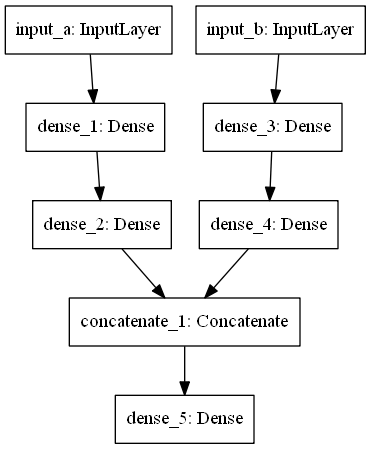 input_a: InputLayer
input_b: InputLayer
dense_1: Dense
dense_3: Dense
dense_2: Dense
dense_4: Dense
concatenate_1: Concatenate
dense_5: Dense